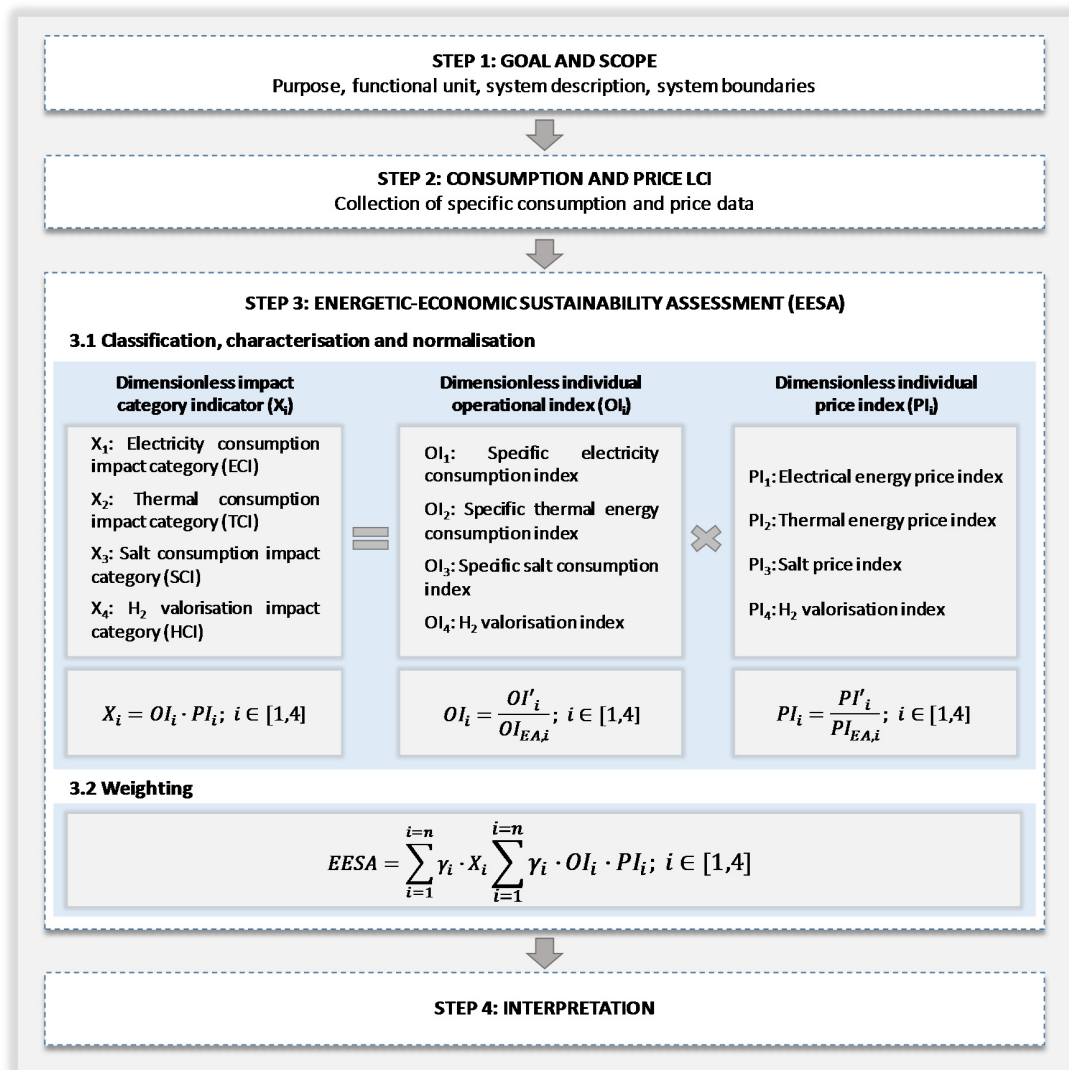 STEP 1: GOAL AND SCOPE
Purpose, functional unit, system description, system boundaries
STEP 2: CONSUMPTION AND PRICE LCI
Collection of specific consumption and price data
STEP 3: ENERGETIC-ECONOMIC SUSTAINABILITY ASSESSMENT (EESA)
3.1 Classification, characterisation and normalisation
Dimensionless impact
category indicator (Xᵢ)
X₁: Electricity consumption
impact category (ECI)
X₂: Thermal consumption
impact category (TCI)
X₃: Salt consumption impact
category (SCI)
X₄: H₂ valorisation impact
category (HCI)
Xᵢ = OIᵢ · PIᵢ; i ∈ [1,4]
=
Dimensionless individual
operational index (OIᵢ)
OI₁: Specific electricity
consumption index
OI₂: Specific thermal energy
consumption index
OI₃: Specific salt consumption
index
OI₄: H₂ valorisation index
OIᵢ = OI'ᵢ / OI_EA,i; i ∈ [1,4]
×
Dimensionless individual
price index (PIᵢ)
PI₁: Electrical energy price index
PI₂: Thermal energy price index
PI₃: Salt price index
PI₄: H₂ valorisation index
PIᵢ = PI'ᵢ / PI_EA,i; i ∈ [1,4]
3.2 Weighting
EESA = ∑_{i=1}^{i=n} γᵢ · Xᵢ ∑_{i=1}^{i=n} γᵢ · OIᵢ · PIᵢ; i ∈ [1,4]
STEP 4: INTERPRETATION